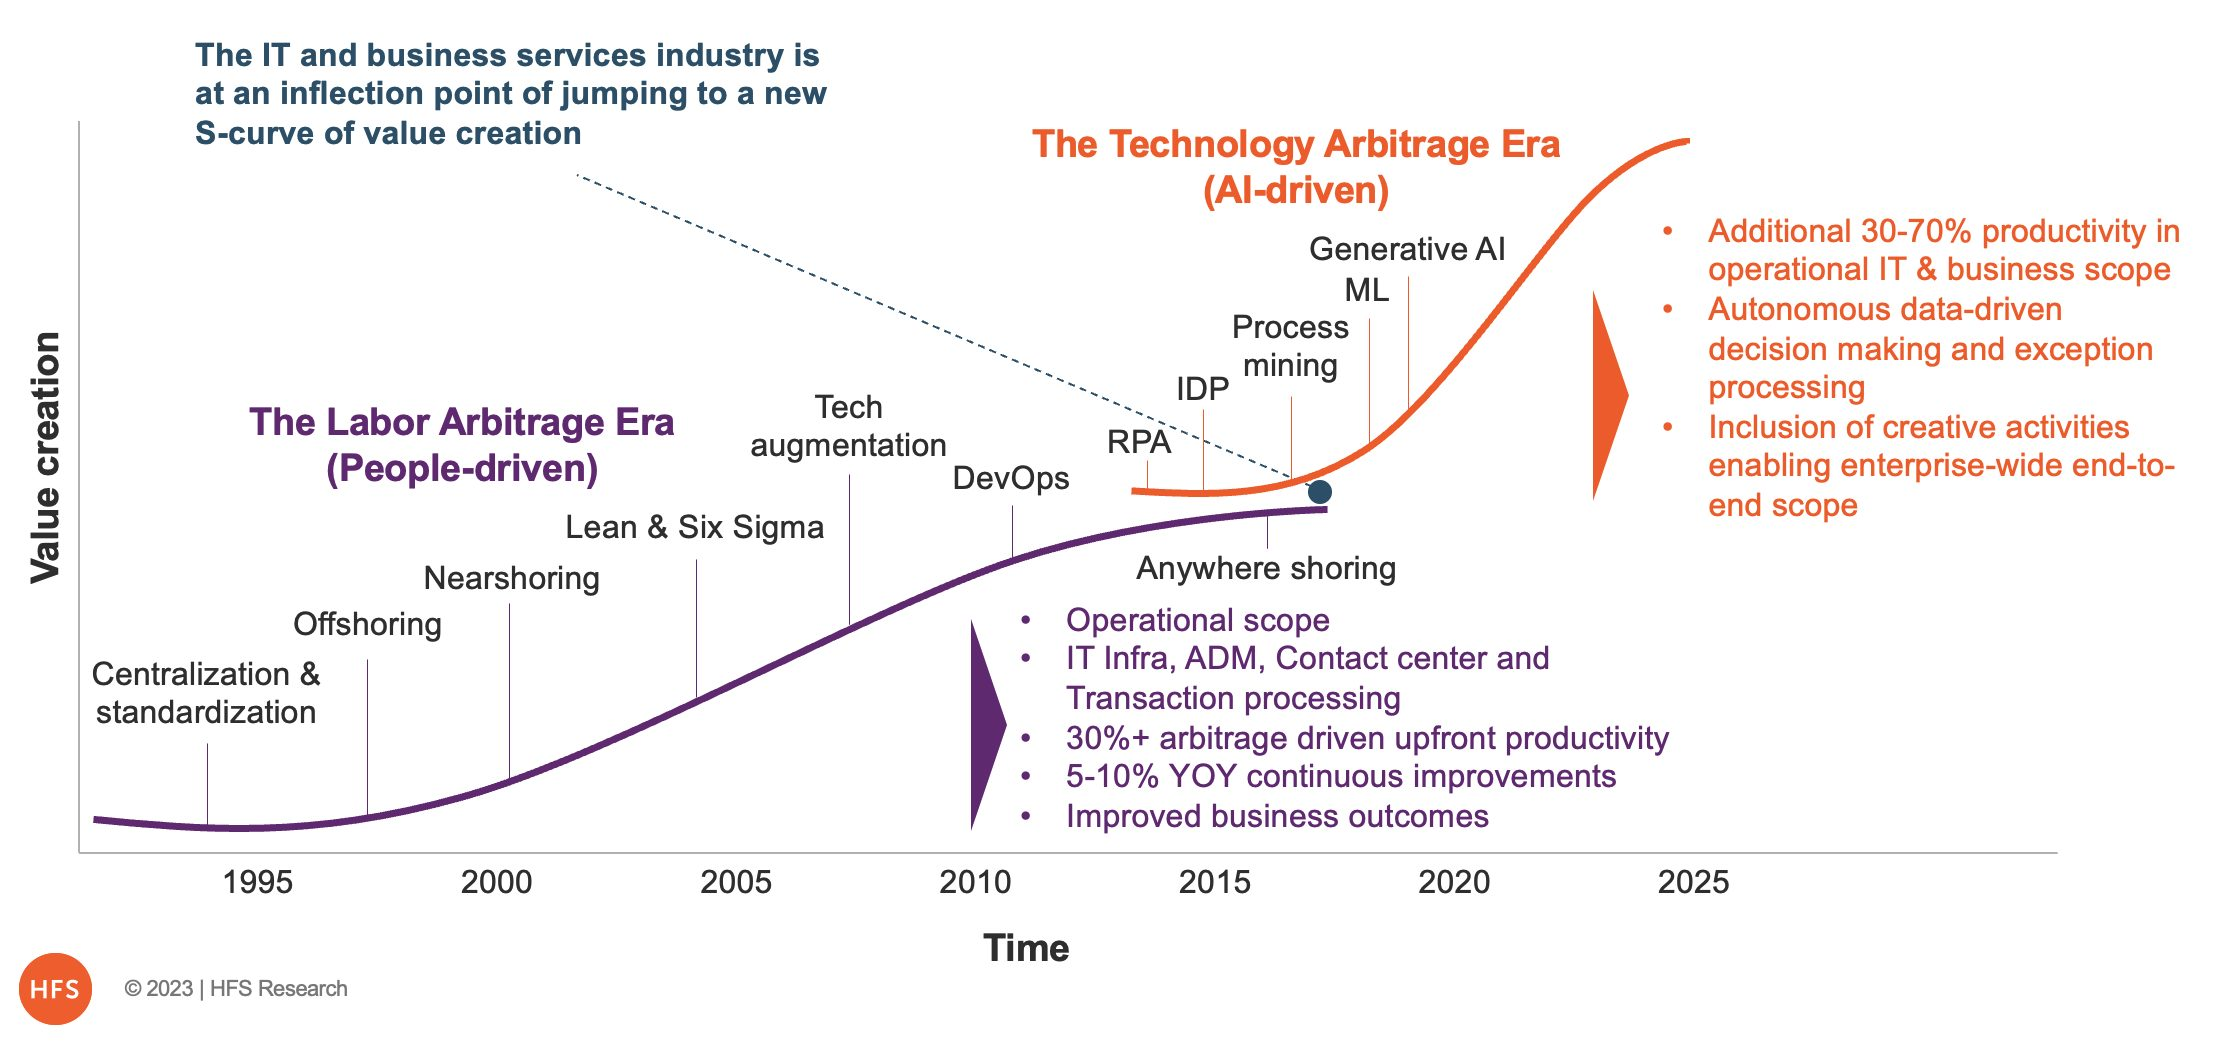 The IT and business services industry is
at an inflection point of jumping to a new
S-curve of value creation
The Technology Arbitrage Era
(AI-driven)
Generative AI
ML
Process
mining
IDP
RPA
• Additional 30-70% productivity in
operational IT & business scope
• Autonomous data-driven
decision making and exception
processing
• Inclusion of creative activities
enabling enterprise-wide end-to-
end scope
Value creation
The Labor Arbitrage Era
(People-driven)
Tech
augmentation
DevOps
Lean & Six Sigma
Nearshoring
Offshoring
Centralization &
standardization
Anywhere shoring
• Operational scope
• IT Infra, ADM, Contact center and
Transaction processing
• 30%+ arbitrage driven upfront productivity
• 5-10% YOY continuous improvements
• Improved business outcomes
1995 2000 2005 2010 2015 2020 2025
Time
HFS
© 2023 | HFS Research